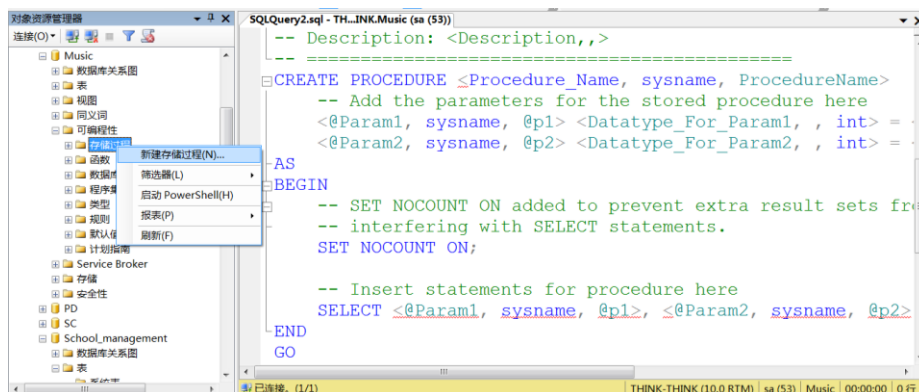 对象资源管理器
连接(O)
Music
数据库关系图
表
视图
同义词
可编程性
存储过程
函数
类型
规则
计划指南
Service Broker
存储
安全性
PD
SC
School_management
数据库关系图
表
新建存储过程(N)...
筛选器(L)
启动 PowerShell(H)
报表(P)
刷新(F)
SQLQuery2.sql - TH...INK.Music (sa (53))
-- Description: <Description,,>
-- =============================================
CREATE PROCEDURE <Procedure_Name, sysname, ProcedureName>
-- Add the parameters for the stored procedure here
<@Param1, sysname, @p1> <Datatype_For_Param1, , int> =
<@Param2, sysname, @p2> <Datatype_For_Param2, , int> =
AS
BEGIN
-- SET NOCOUNT ON added to prevent extra result sets fr
-- interfering with SELECT statements.
SET NOCOUNT ON;
-- Insert statements for procedure here
SELECT <@Param1, sysname, @p1>, <@Param2, sysname, @p2>
END
GO
已连接。(1/1)
THINK-THINK (10.0 RTM) sa (53) Music 00:00:00 0 行